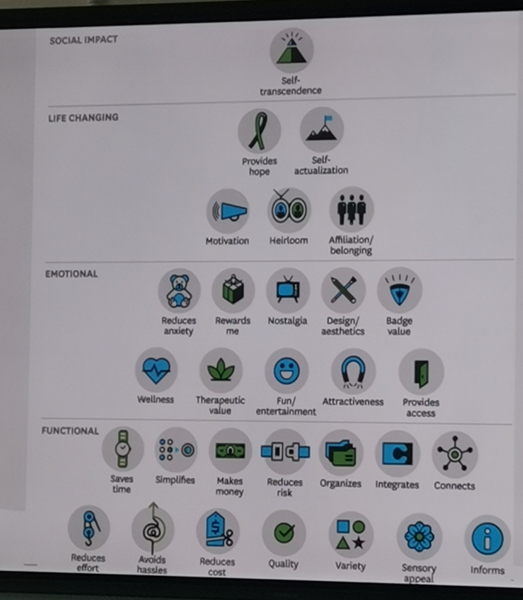 SOCIAL IMPACT
Self-
transcendence
LIFE CHANGING
Provides
hope
Self-
actualization
Motivation
Heirloom
Affiliation/
belonging
EMOTIONAL
Reduces
anxiety
Rewards
me
Nostalgia
Design/
aesthetics
Badge
value
Wellness
Therapeutic
value
Fun/
entertainment
Attractiveness
Provides
access
FUNCTIONAL
Saves
time
Simplifies
Makes
money
Reduces
risk
Organizes
Integrates
Connects
Reduces
effort
Avoids
hassles
Reduces
cost
$
Quality
Variety
Sensory
appeal
i
Informs